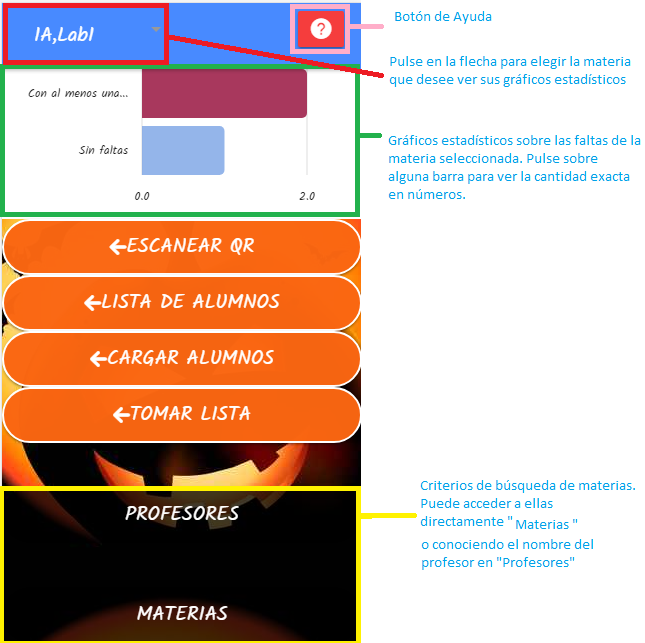 IA,Lab1
?
Botón de Ayuda
Pulse en la flecha para elegir la materia
que desee ver sus gráficos estadísticos
Con al menos una...
Sin faltas
0.0
2.0
Gráficos estadísticos sobre las faltas de la
materia seleccionada. Pulse sobre
alguna barra para ver la cantidad exacta
en números.
ESCANEAR QR
LISTA DE ALUMNOS
CARGAR ALUMNOS
TOMAR LISTA
PROFESORES
MATERIAS
Criterios de búsqueda de materias.
Puede acceder a ellas
directamente " Materias "
o conociendo el nombre del
profesor en "Profesores"